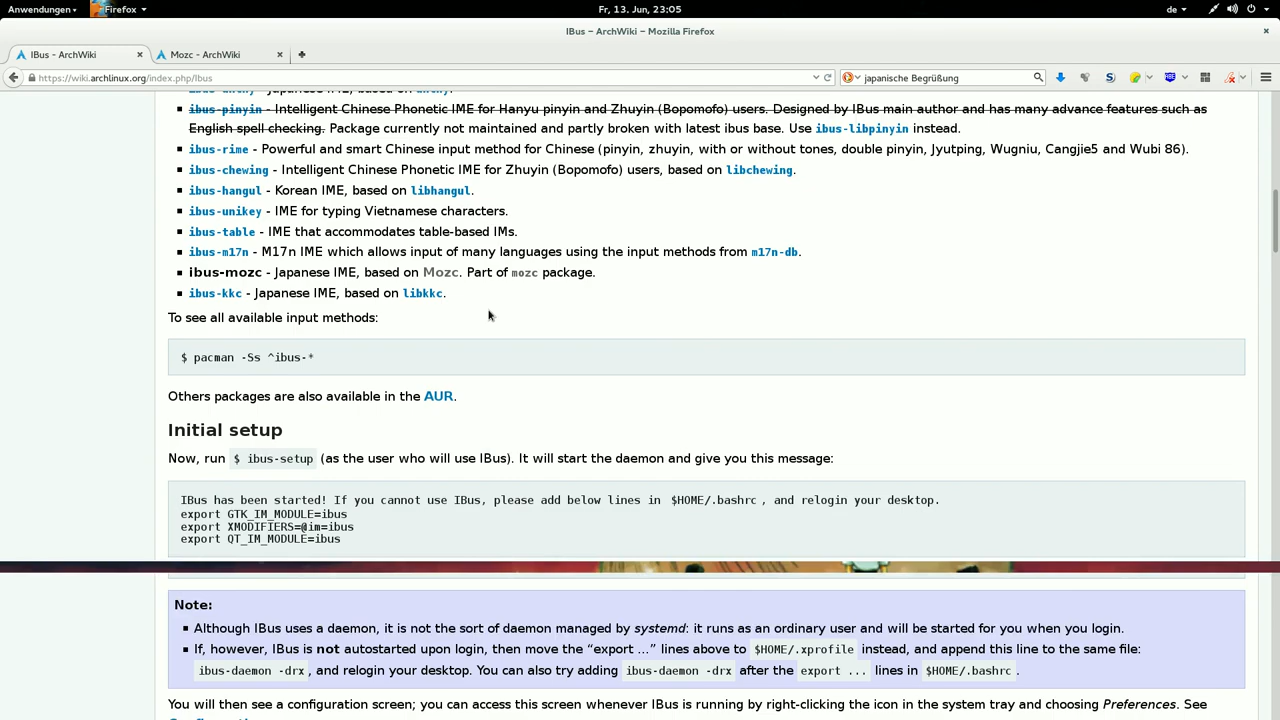 Anwendungen Firefox Fr, 13. Jun, 23:05 de
IBus – ArchWiki – Mozilla Firefox
IBus - ArchWiki Mozc - ArchWiki
https://wiki.archlinux.org/index.php/Ibus japanische Begrüßung
ibus-anthy - Japanese IME, based on anthy.
ibus-pinyin - Intelligent Chinese Phonetic IME for Hanyu pinyin and Zhuyin (Bopomofo) users. Designed by IBus main author and has many advance features such as
English spell checking. Package currently not maintained and partly broken with latest ibus base. Use ibus-libpinyin instead.
ibus-rime - Powerful and smart Chinese input method for Chinese (pinyin, zhuyin, with or without tones, double pinyin, Jyutping, Wugniu, Cangjie5 and Wubi 86).
ibus-chewing - Intelligent Chinese Phonetic IME for Zhuyin (Bopomofo) users, based on libchewing.
ibus-hangul - Korean IME, based on libhangul.
ibus-unikey - IME for typing Vietnamese characters.
ibus-table - IME that accommodates table-based IMs.
ibus-m17n - M17n IME which allows input of many languages using the input methods from m17n-db.
ibus-mozc - Japanese IME, based on Mozc. Part of mozc package.
ibus-kkc - Japanese IME, based on libkkc.
To see all available input methods:
$ pacman -Ss ^ibus-*
Others packages are also available in the AUR.
Initial setup
Now, run $ ibus-setup (as the user who will use IBus). It will start the daemon and give you this message:
IBus has been started! If you cannot use IBus, please add below lines in $HOME/.bashrc, and relogin your desktop.
export GTK_IM_MODULE=ibus
export XMODIFIERS=@im=ibus
export QT_IM_MODULE=ibus
Note:
Although IBus uses a daemon, it is not the sort of daemon managed by systemd: it runs as an ordinary user and will be started for you when you login.
If, however, IBus is not autostarted upon login, then move the “export ...” lines above to $HOME/.xprofile instead, and append this line to the same file:
ibus-daemon -drx, and relogin your desktop. You can also try adding ibus-daemon -drx after the export ... lines in $HOME/.bashrc.
You will then see a configuration screen; you can access this screen whenever IBus is running by right-clicking the icon in the system tray and choosing Preferences. See